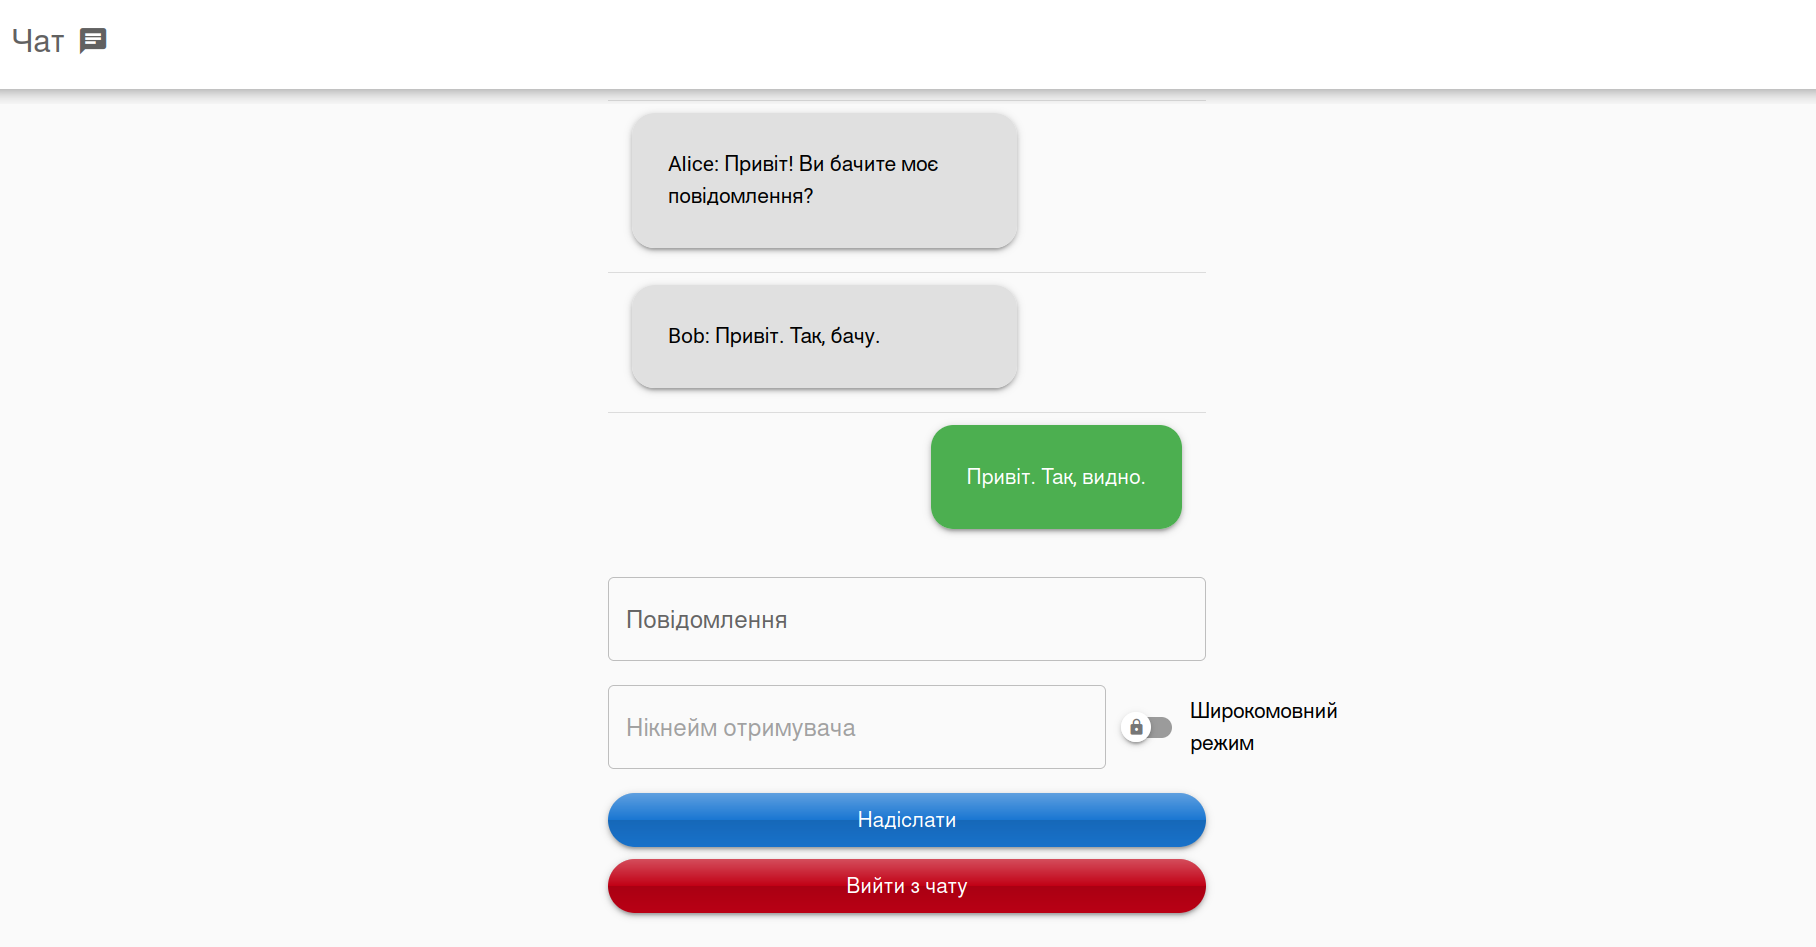 Чат
Alice: Привіт! Ви бачите моє
повідомлення?
Bob: Привіт. Так, бачу.
Привіт. Так, видно.
Повідомлення
Нікнейм отримувача
Широкомовний
режим
Надіслати
Вийти з чату